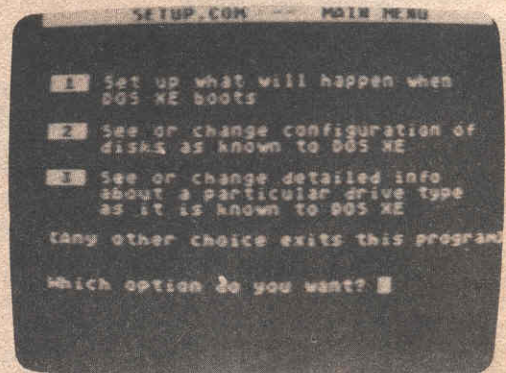 SETUP.COM -- MAIN MENU
1 Set up what will happen when
DOS XE boots
2 See or change configuration of
disks as known to DOS XE
3 See or change detailed info
about a particular drive type
as it is known to DOS XE
(Any other choice exits this program)
Which option do you want?